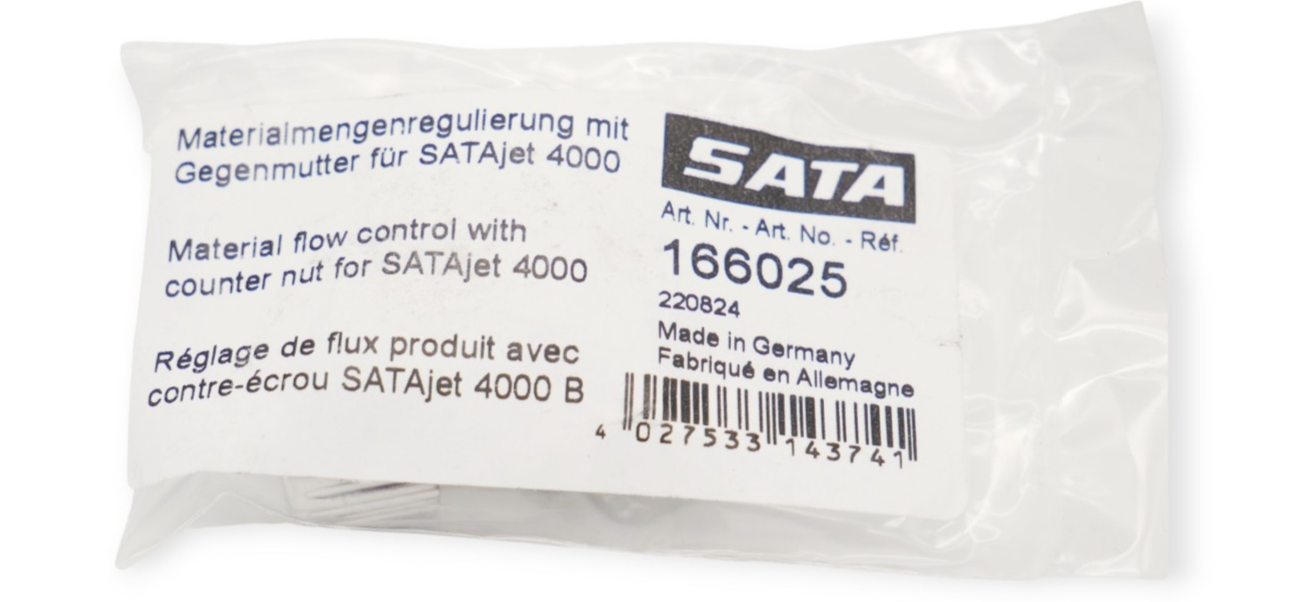 Materialmengenregulierung mit
Gegenmutter für SATAjet 4000
Material flow control with
counter nut for SATAjet 4000
Réglage de flux produit avec
contre-écrou SATAjet 4000 B
SATA
Art. Nr. - Art. No. - Réf.
166025
220824
Made in Germany
Fabriqué en Allemagne
4 027533 143741